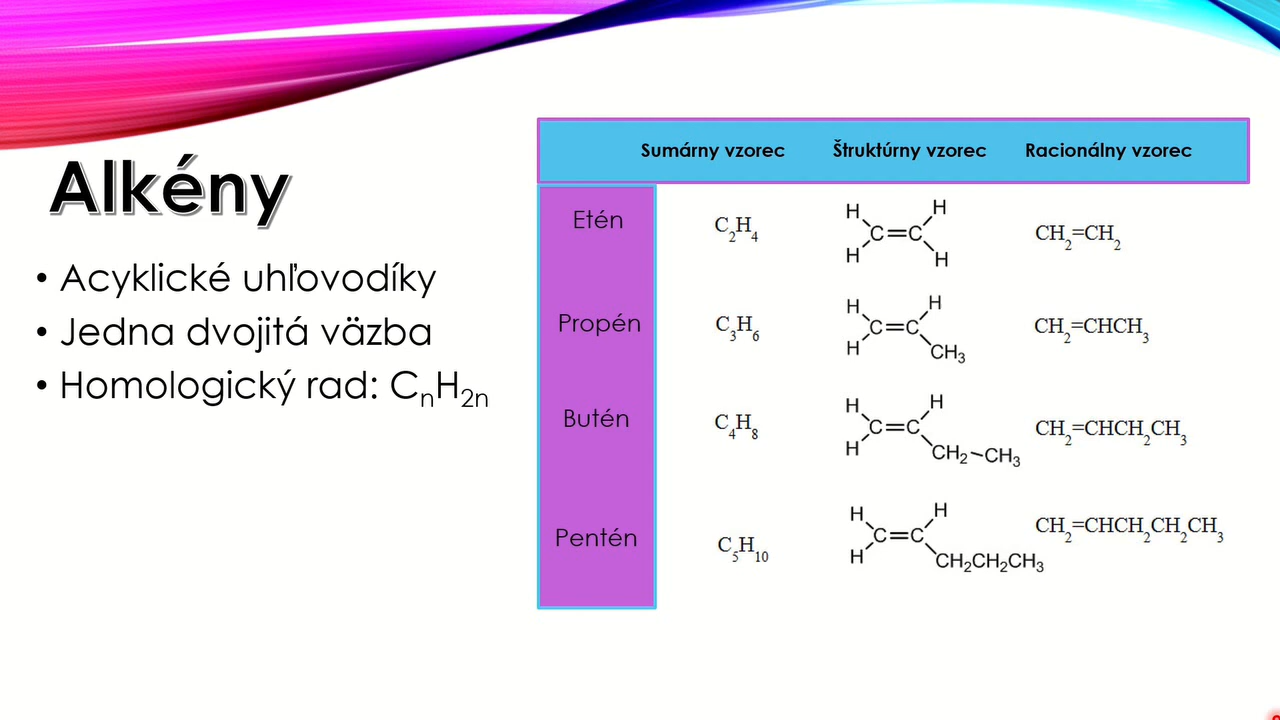 Alkény
• Acyklické uhľovodíky
• Jedna dvojitá väzba
• Homologický rad: CₙH₂ₙ
Sumárny vzorec Štruktúrny vzorec Racionálny vzorec
Etén C₂H₄ H H C=C H H CH₂=CH₂
Propén C₃H₆ H H C=C H CH₃ CH₂=CHCH₃
Butén C₄H₈ H H C=C H CH₂–CH₃ CH₂=CHCH₂CH₃
Pentén C₅H₁₀ H H C=C H CH₂CH₂CH₃ CH₂=CHCH₂CH₂CH₃